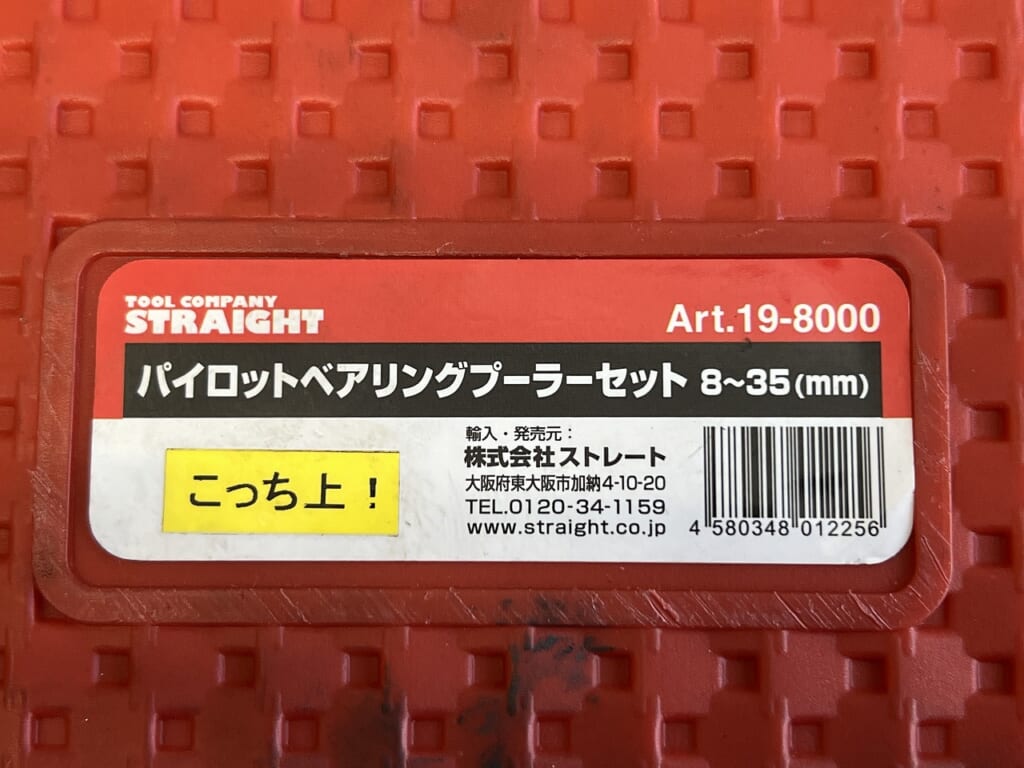 TOOL COMPANY
STRAIGHT
Art.19-8000
パイロットベアリングプーラーセット 8~35(mm)
こっち上!
輸入・発売元:
株式会社ストレート
大阪府東大阪市加納4-10-20
TEL.0120-34-1159
www.straight.co.jp
4 580348 012256